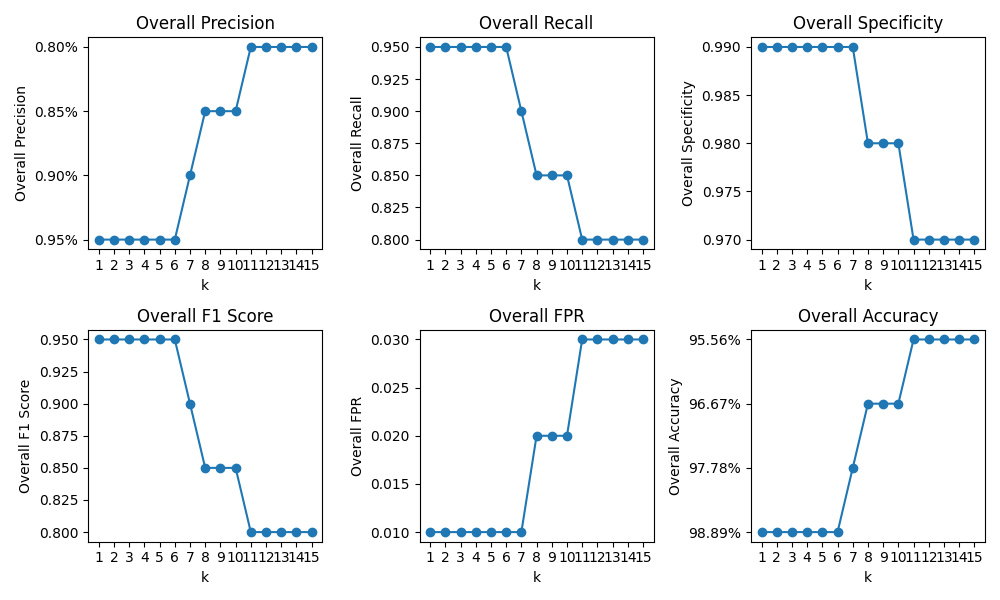 Overall Precision
Overall Precision
0.80%
0.85%
0.90%
0.95%
1 2 3 4 5 6 7 8 9 10 11 12 13 14 15
k
Overall Recall
Overall Recall
0.950
0.925
0.900
0.875
0.850
0.825
0.800
1 2 3 4 5 6 7 8 9 10 11 12 13 14 15
k
Overall Specificity
Overall Specificity
0.990
0.985
0.980
0.975
0.970
1 2 3 4 5 6 7 8 9 10 11 12 13 14 15
k
Overall F1 Score
Overall F1 Score
0.950
0.925
0.900
0.875
0.850
0.825
0.800
1 2 3 4 5 6 7 8 9 10 11 12 13 14 15
k
Overall FPR
Overall FPR
0.030
0.025
0.020
0.015
0.010
1 2 3 4 5 6 7 8 9 10 11 12 13 14 15
k
Overall Accuracy
Overall Accuracy
95.56%
96.67%
97.78%
98.89%
1 2 3 4 5 6 7 8 9 10 11 12 13 14 15
k